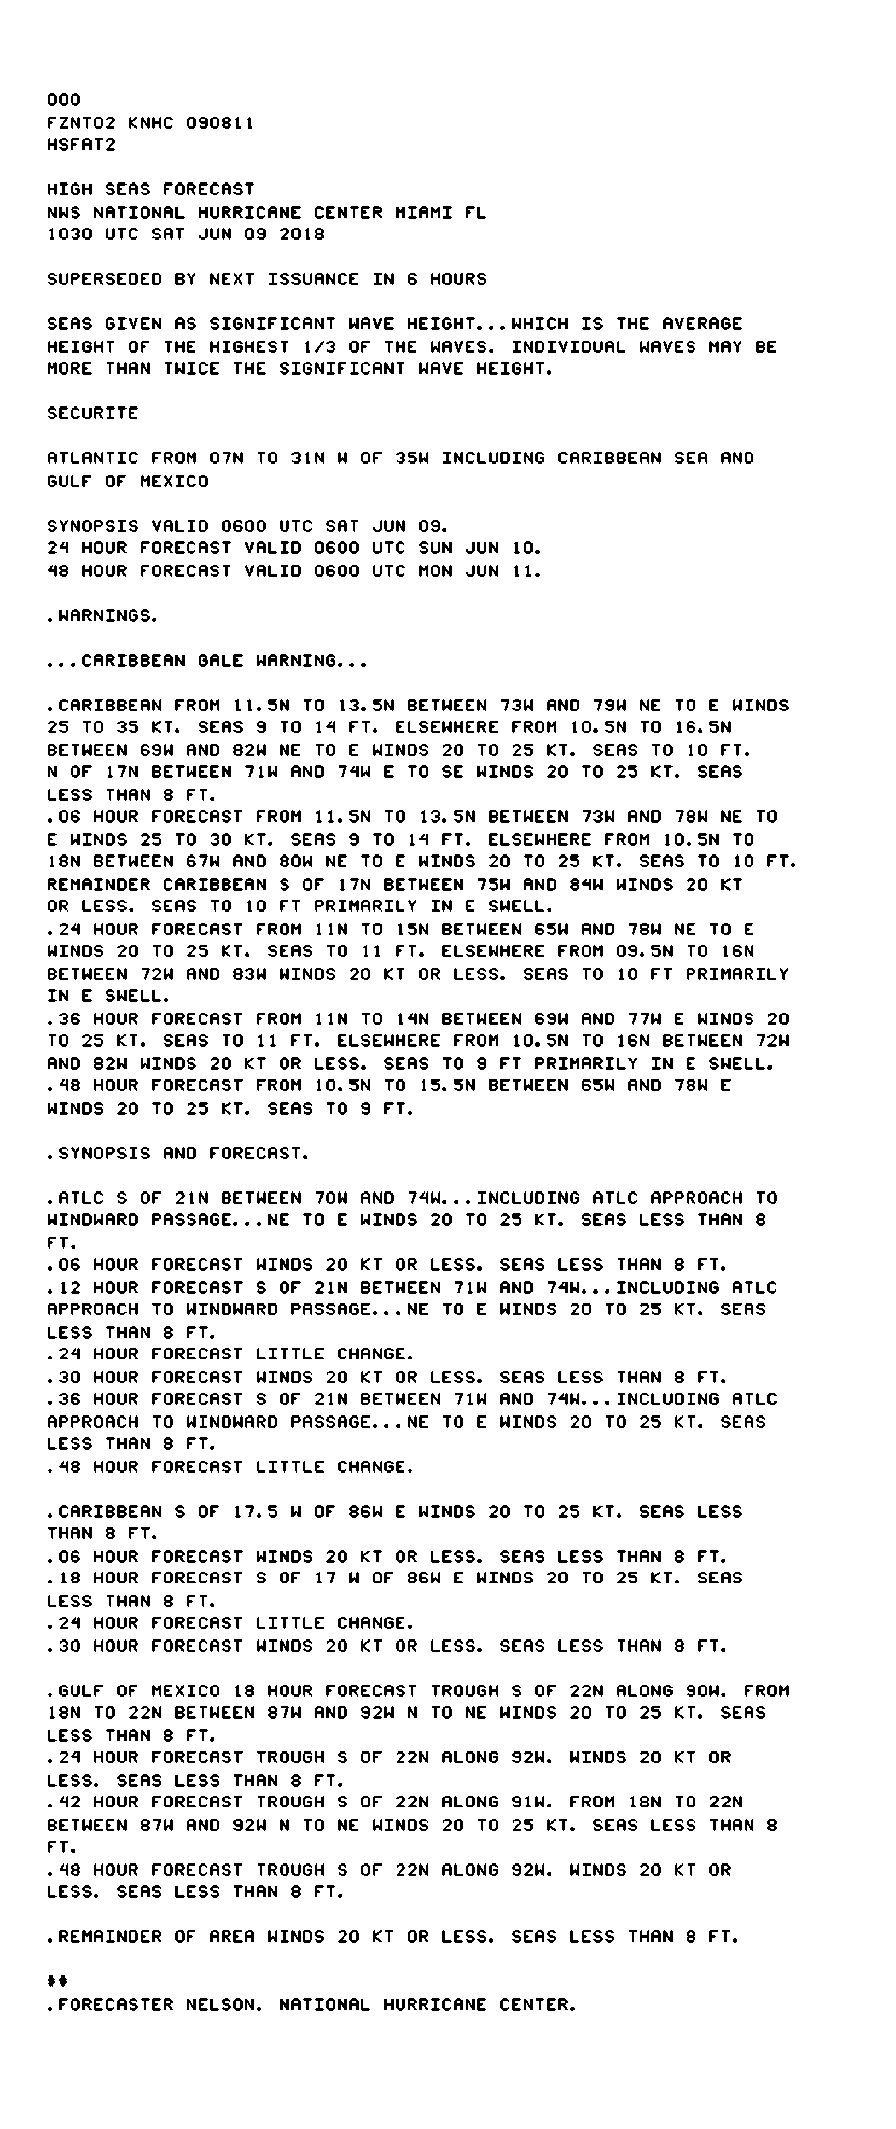 000
FZNT02 KNHC 090811
HSFAT2
HIGH SEAS FORECAST
NWS NATIONAL HURRICANE CENTER MIAMI FL
1030 UTC SAT JUN 09 2018
SUPERSEDED BY NEXT ISSUANCE IN 6 HOURS
SEAS GIVEN AS SIGNIFICANT WAVE HEIGHT...WHICH IS THE AVERAGE
HEIGHT OF THE HIGHEST 1/3 OF THE WAVES. INDIVIDUAL WAVES MAY BE
MORE THAN TWICE THE SIGNIFICANT WAVE HEIGHT.
SECURITE
ATLANTIC FROM 07N TO 31N W OF 35W INCLUDING CARIBBEAN SEA AND
GULF OF MEXICO
SYNOPSIS VALID 0600 UTC SAT JUN 09.
24 HOUR FORECAST VALID 0600 UTC SUN JUN 10.
48 HOUR FORECAST VALID 0600 UTC MON JUN 11.
.WARNINGS.
...CARIBBEAN GALE WARNING...
.CARIBBEAN FROM 11.5N TO 13.5N BETWEEN 73W AND 79W NE TO E WINDS
25 TO 35 KT. SEAS 9 TO 14 FT. ELSEWHERE FROM 10.5N TO 16.5N
BETWEEN 69W AND 82W NE TO E WINDS 20 TO 25 KT. SEAS TO 10 FT.
N OF 17N BETWEEN 71W AND 74W E TO SE WINDS 20 TO 25 KT. SEAS
LESS THAN 8 FT.
.06 HOUR FORECAST FROM 11.5N TO 13.5N BETWEEN 73W AND 78W NE TO
E WINDS 25 TO 30 KT. SEAS 9 TO 14 FT. ELSEWHERE FROM 10.5N TO
18N BETWEEN 67W AND 80W NE TO E WINDS 20 TO 25 KT. SEAS TO 10 FT.
REMAINDER CARIBBEAN S OF 17N BETWEEN 75W AND 84W WINDS 20 KT
OR LESS. SEAS TO 10 FT PRIMARILY IN E SWELL.
.24 HOUR FORECAST FROM 11N TO 15N BETWEEN 65W AND 78W NE TO E
WINDS 20 TO 25 KT. SEAS TO 11 FT. ELSEWHERE FROM 09.5N TO 16N
BETWEEN 72W AND 83W WINDS 20 KT OR LESS. SEAS TO 10 FT PRIMARILY
IN E SWELL.
.36 HOUR FORECAST FROM 11N TO 14N BETWEEN 69W AND 77W E WINDS 20
TO 25 KT. SEAS TO 11 FT. ELSEWHERE FROM 10.5N TO 16N BETWEEN 72W
AND 82W WINDS 20 KT OR LESS. SEAS TO 9 FT PRIMARILY IN E SWELL.
.48 HOUR FORECAST FROM 10.5N TO 15.5N BETWEEN 65W AND 78W E
WINDS 20 TO 25 KT. SEAS TO 9 FT.
.SYNOPSIS AND FORECAST.
.ATLC S OF 21N BETWEEN 70W AND 74W...INCLUDING ATLC APPROACH TO
WINDWARD PASSAGE...NE TO E WINDS 20 TO 25 KT. SEAS LESS THAN 8
FT.
.06 HOUR FORECAST WINDS 20 KT OR LESS. SEAS LESS THAN 8 FT.
.12 HOUR FORECAST S OF 21N BETWEEN 71W AND 74W...INCLUDING ATLC
APPROACH TO WINDWARD PASSAGE...NE TO E WINDS 20 TO 25 KT. SEAS
LESS THAN 8 FT.
.24 HOUR FORECAST LITTLE CHANGE.
.30 HOUR FORECAST WINDS 20 KT OR LESS. SEAS LESS THAN 8 FT.
.36 HOUR FORECAST S OF 21N BETWEEN 71W AND 74W...INCLUDING ATLC
APPROACH TO WINDWARD PASSAGE...NE TO E WINDS 20 TO 25 KT. SEAS
LESS THAN 8 FT.
.48 HOUR FORECAST LITTLE CHANGE.
.CARIBBEAN S OF 17.5 W OF 86W E WINDS 20 TO 25 KT. SEAS LESS
THAN 8 FT.
.06 HOUR FORECAST WINDS 20 KT OR LESS. SEAS LESS THAN 8 FT.
.18 HOUR FORECAST S OF 17 W OF 86W E WINDS 20 TO 25 KT. SEAS
LESS THAN 8 FT.
.24 HOUR FORECAST LITTLE CHANGE.
.30 HOUR FORECAST WINDS 20 KT OR LESS. SEAS LESS THAN 8 FT.
.GULF OF MEXICO 18 HOUR FORECAST TROUGH S OF 22N ALONG 90W. FROM
18N TO 22N BETWEEN 87W AND 92W N TO NE WINDS 20 TO 25 KT. SEAS
LESS THAN 8 FT.
.24 HOUR FORECAST TROUGH S OF 22N ALONG 92W. WINDS 20 KT OR
LESS. SEAS LESS THAN 8 FT.
.42 HOUR FORECAST TROUGH S OF 22N ALONG 91W. FROM 18N TO 22N
BETWEEN 87W AND 92W N TO NE WINDS 20 TO 25 KT. SEAS LESS THAN 8
FT.
.48 HOUR FORECAST TROUGH S OF 22N ALONG 92W. WINDS 20 KT OR
LESS. SEAS LESS THAN 8 FT.
.REMAINDER OF AREA WINDS 20 KT OR LESS. SEAS LESS THAN 8 FT.
$$
.FORECASTER NELSON. NATIONAL HURRICANE CENTER.